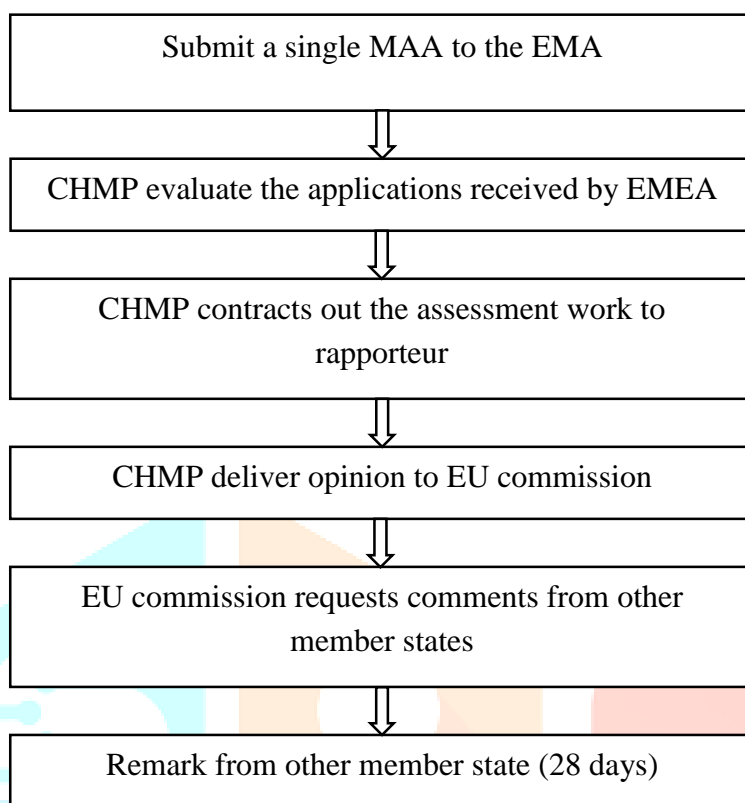 Submit a single MAA to the EMA
CHMP evaluate the applications received by EMEA
CHMP contracts out the assessment work to
rapporteur
CHMP deliver opinion to EU commission
EU commission requests comments from other
member states
Remark from other member state (28 days)